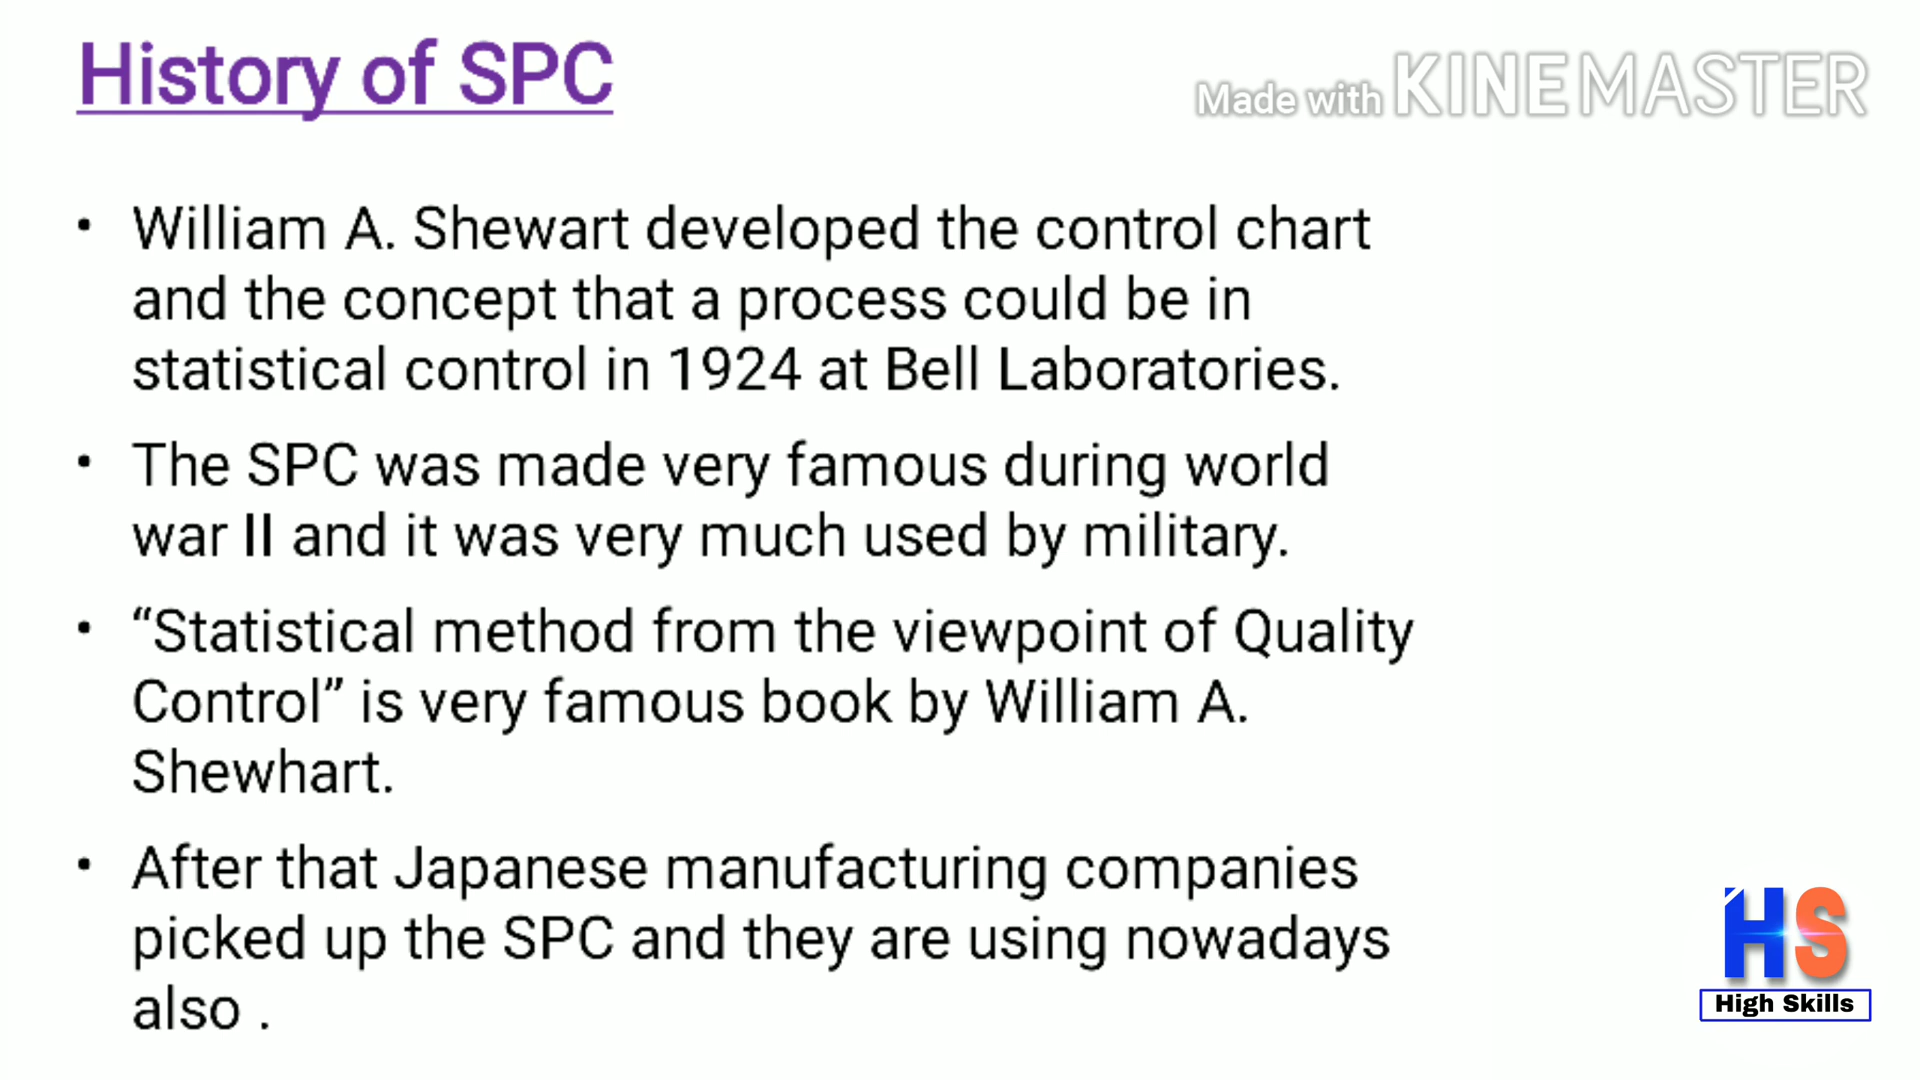 History of SPC
Made with KINEMASTER
• William A. Shewart developed the control chart
and the concept that a process could be in
statistical control in 1924 at Bell Laboratories.
• The SPC was made very famous during world
war II and it was very much used by military.
• “Statistical method from the viewpoint of Quality
Control” is very famous book by William A.
Shewhart.
• After that Japanese manufacturing companies
picked up the SPC and they are using nowadays
also .
HS
High Skills